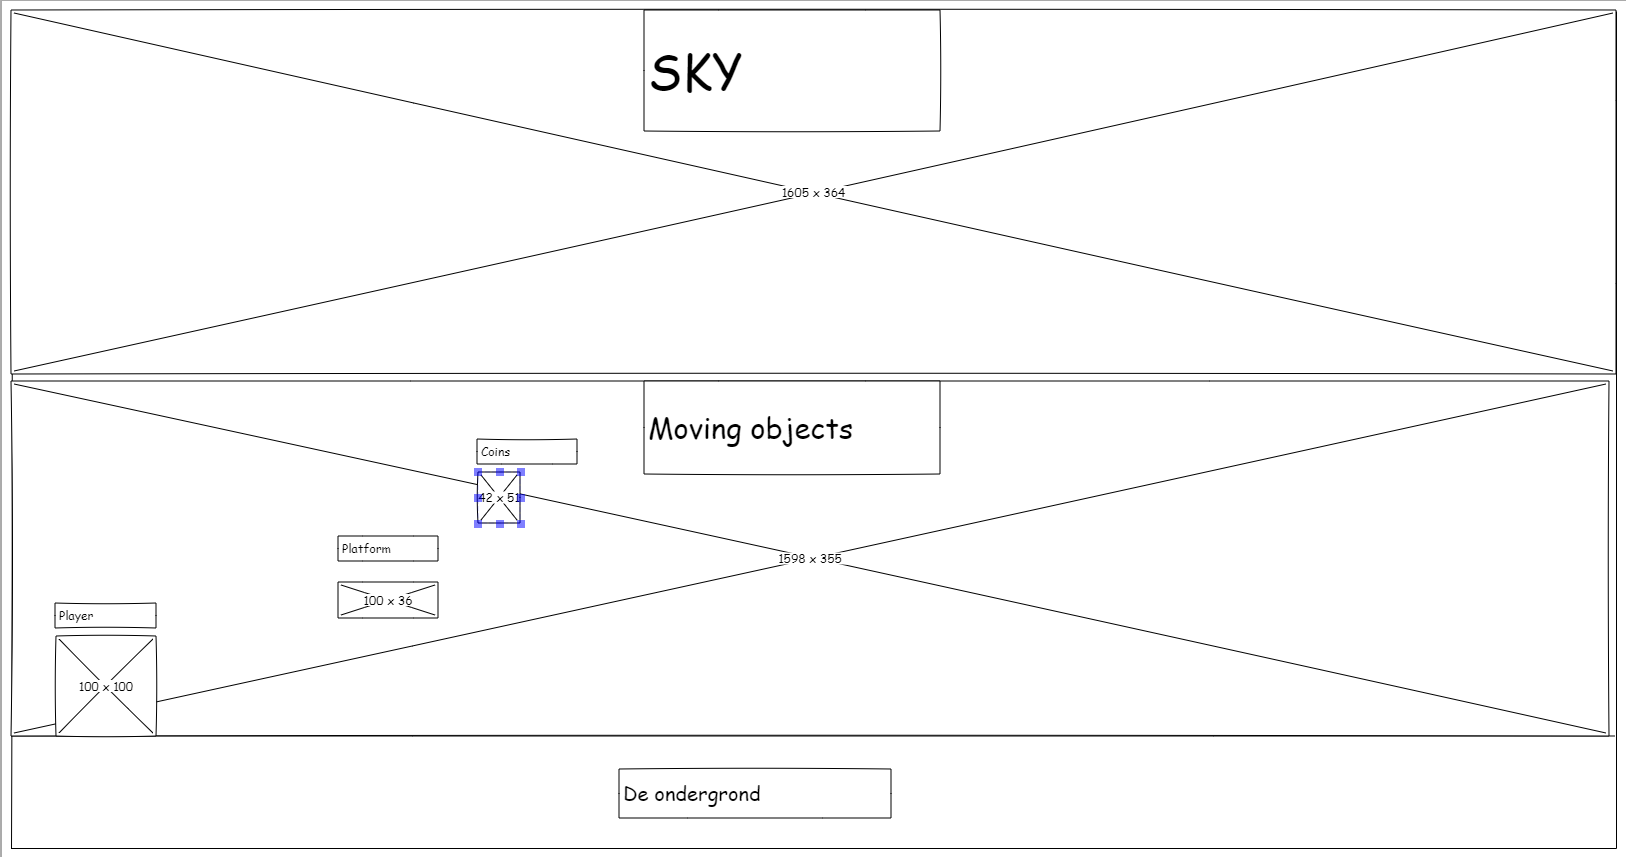 SKY
1605 x 364
Moving objects
Coins
42 x 51
Platform
1598 x 355
100 x 36
Player
100 x 100
De ondergrond